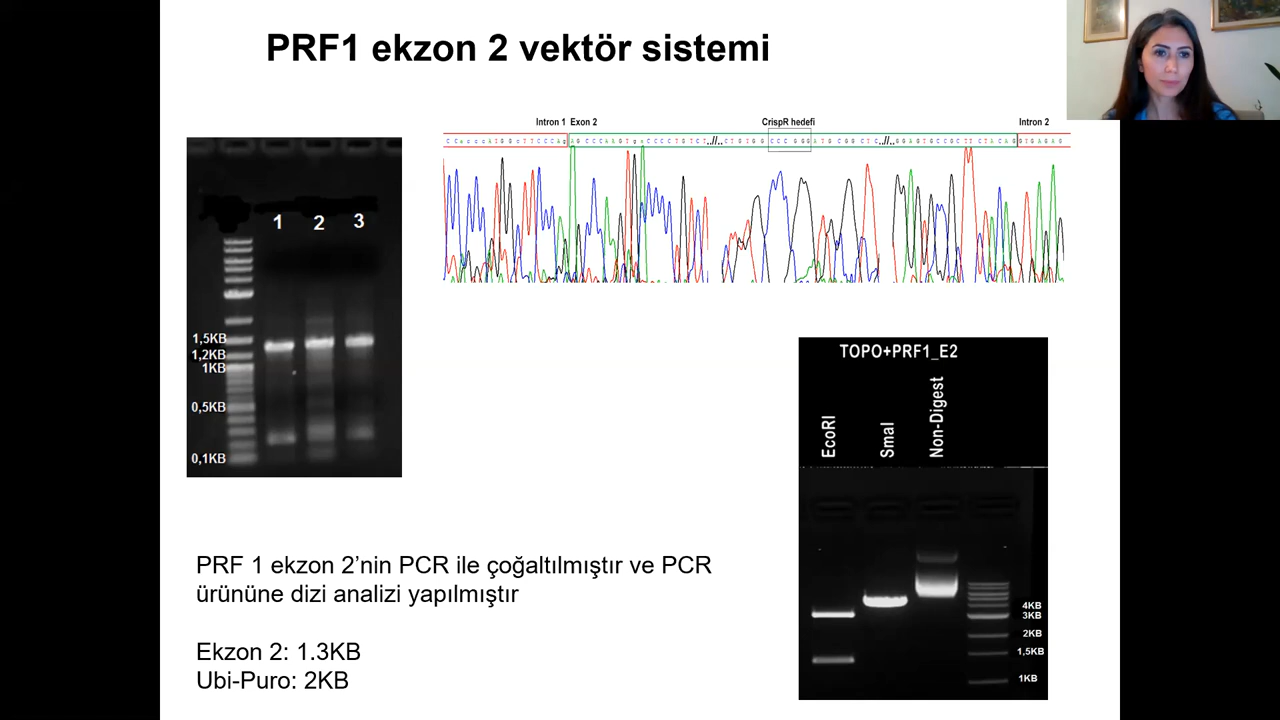 PRF1 ekzon 2 vektör sistemi
Intron 1 Exon 2 CrispR hedefi Intron 2
1 2 3
1,5KB
1,2KB
1KB
0,5KB
0,1KB
TOPO+PRF1_E2
EcoRI
SmaI
Non-Digest
4KB
3KB
2KB
1,5KB
1KB
PRF 1 ekzon 2’nin PCR ile çoğaltılmıştır ve PCR
ürününe dizi analizi yapılmıştır
Ekzon 2: 1.3KB
Ubi-Puro: 2KB